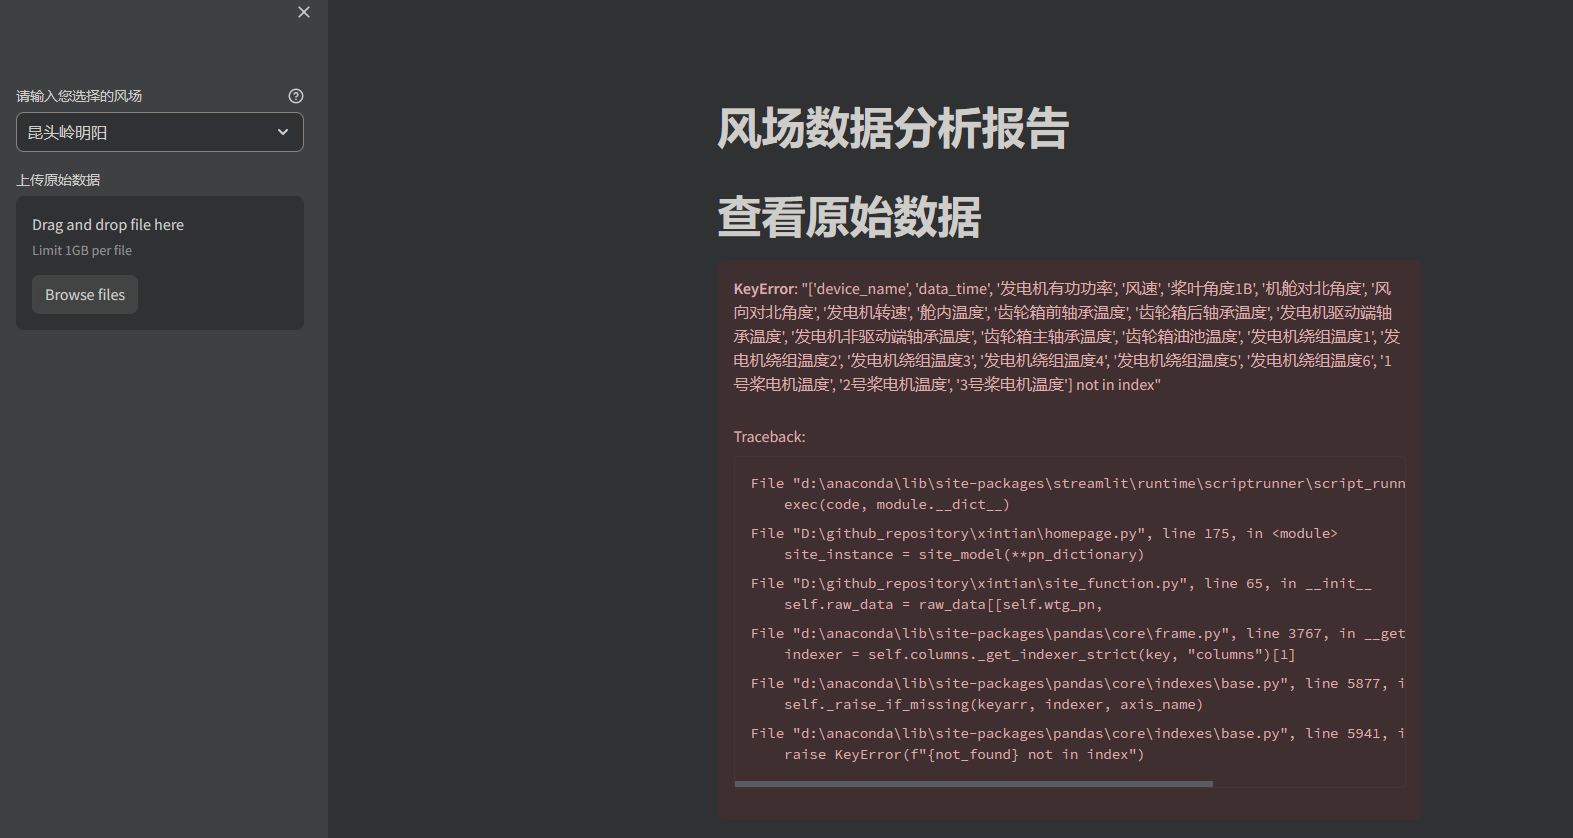 请输入您选择的风场
昆头岭明阳
上传原始数据
Drag and drop file here
Limit 1GB per file
Browse files
风场数据分析报告
查看原始数据
KeyError: "['device_name', 'data_time', '发电机有功功率', '风速', '桨叶角度1B', '机舱对北角度', '风
向对北角度', '发电机转速', '舱内温度', '齿轮箱前轴承温度', '齿轮箱后轴承温度', '发电机驱动端轴
承温度', '发电机非驱动端轴承温度', '齿轮箱主轴承温度', '齿轮箱油池温度', '发电机绕组温度1', '发
电机绕组温度2', '发电机绕组温度3', '发电机绕组温度4', '发电机绕组温度5', '发电机绕组温度6', '1
号桨电机温度', '2号桨电机温度', '3号桨电机温度'] not in index"
Traceback:
File "d:\anaconda\lib\site-packages\streamlit\runtime\scriptrunner\script_runn
exec(code, module.__dict__)
File "D:\github_repository\xintian\homepage.py", line 175, in <module>
site_instance = site_model(**pn_dictionary)
File "D:\github_repository\xintian\site_function.py", line 65, in __init__
self.raw_data = raw_data[[self.wtg_pn,
File "d:\anaconda\lib\site-packages\pandas\core\frame.py", line 3767, in __get
indexer = self.columns._get_indexer_strict(key, "columns")[1]
File "d:\anaconda\lib\site-packages\pandas\core\indexes\base.py", line 5877, i
self._raise_if_missing(keyarr, indexer, axis_name)
File "d:\anaconda\lib\site-packages\pandas\core\indexes\base.py", line 5941, i
raise KeyError(f"{not_found} not in index")